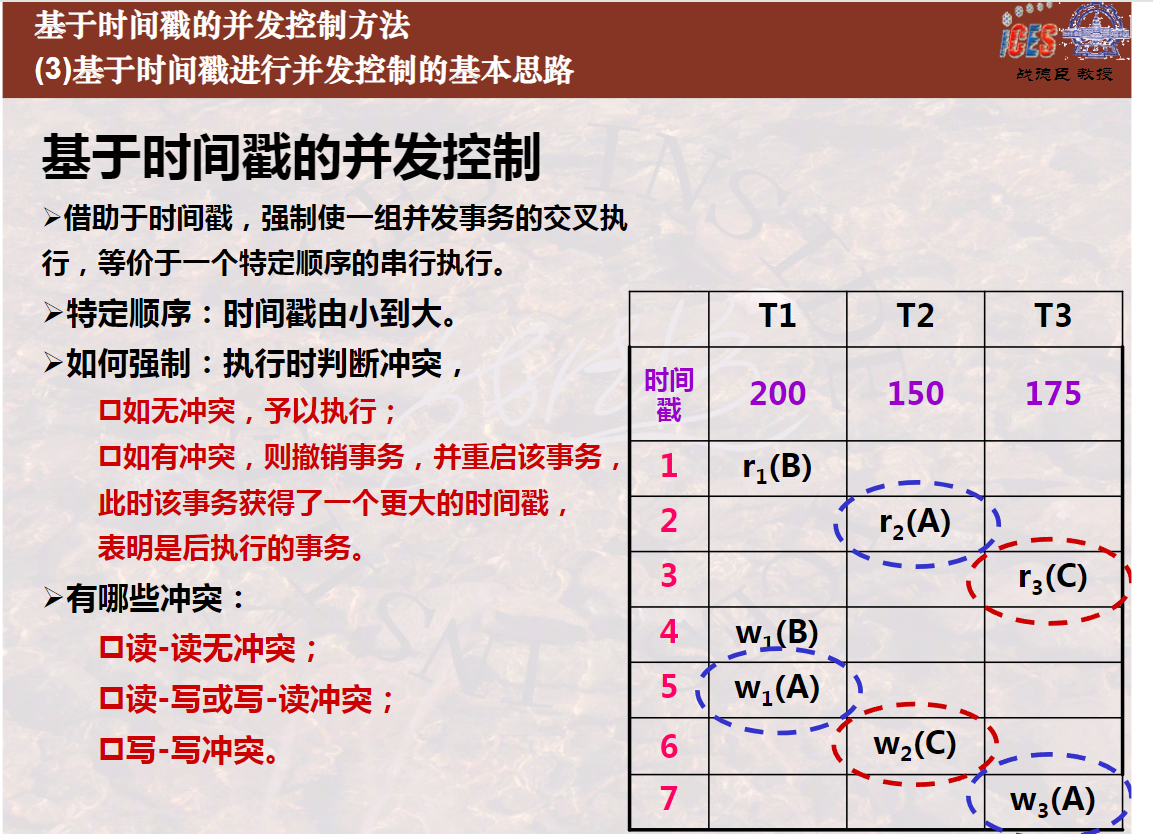 基于时间戳的并发控制方法
(3)基于时间戳进行并发控制的基本思路
iCES
战德臣 教授
基于时间戳的并发控制
➢借助于时间戳，强制使一组并发事务的交叉执
行，等价于一个特定顺序的串行执行。
➢特定顺序：时间戳由小到大。
➢如何强制：执行时判断冲突，
□如无冲突，予以执行；
□如有冲突，则撤销事务，并重启该事务，
此时该事务获得了一个更大的时间戳，
表明是后执行的事务。
➢有哪些冲突：
□读-读无冲突；
□读-写或写-读冲突；
□写-写冲突。
T1 T2 T3
时间
戳 200 150 175
1 r1(B)
2 r2(A)
3 r3(C)
4 w1(B)
5 w1(A)
6 w2(C)
7 w3(A)